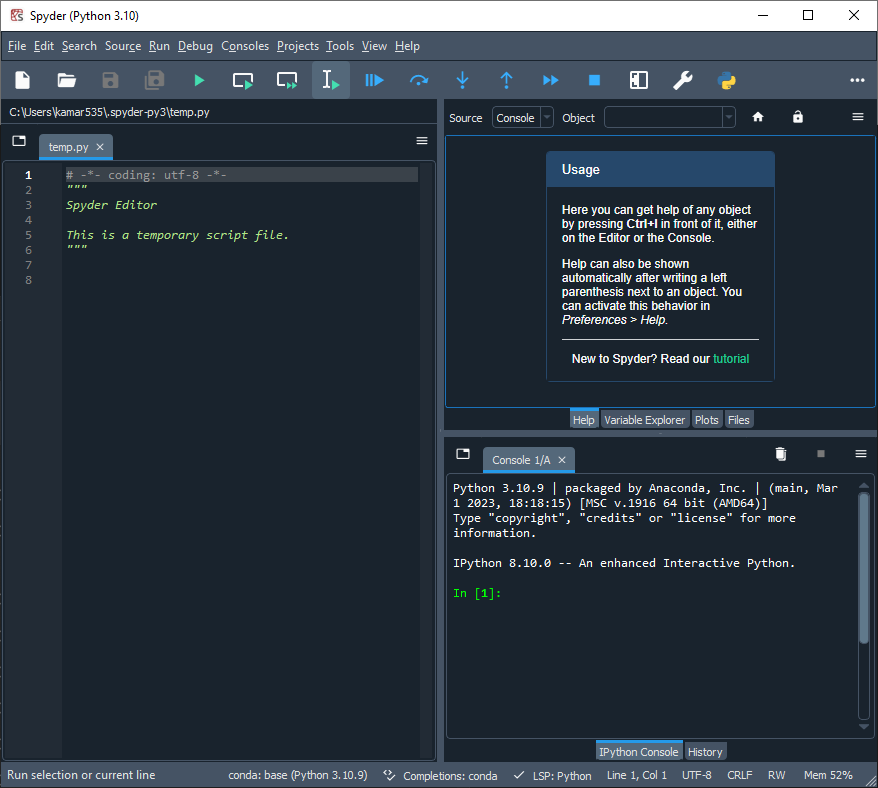 Spyder (Python 3.10)
File Edit Search Source Run Debug Consoles Projects Tools View Help
C:\Users\kamar535\.spyder-py3\temp.py
temp.py
1 # -*- coding: utf-8 -*-
2 """
3 Spyder Editor
4
5 This is a temporary script file.
6 """
7
8
Source Console Object
Usage
Here you can get help of any object
by pressing Ctrl+I in front of it, either
on the Editor or the Console.
Help can also be shown
automatically after writing a left
parenthesis next to an object. You
can activate this behavior in
Preferences > Help.
New to Spyder? Read our tutorial
Help Variable Explorer Plots Files
Console 1/A
Python 3.10.9 | packaged by Anaconda, Inc. | (main, Mar
1 2023, 18:18:15) [MSC v.1916 64 bit (AMD64)]
Type "copyright", "credits" or "license" for more
information.
IPython 8.10.0 -- An enhanced Interactive Python.
In [1]:
IPython Console History
Run selection or current line conda: base (Python 3.10.9) Completions: conda LSP: Python Line 1, Col 1 UTF-8 CRLF RW Mem 52%